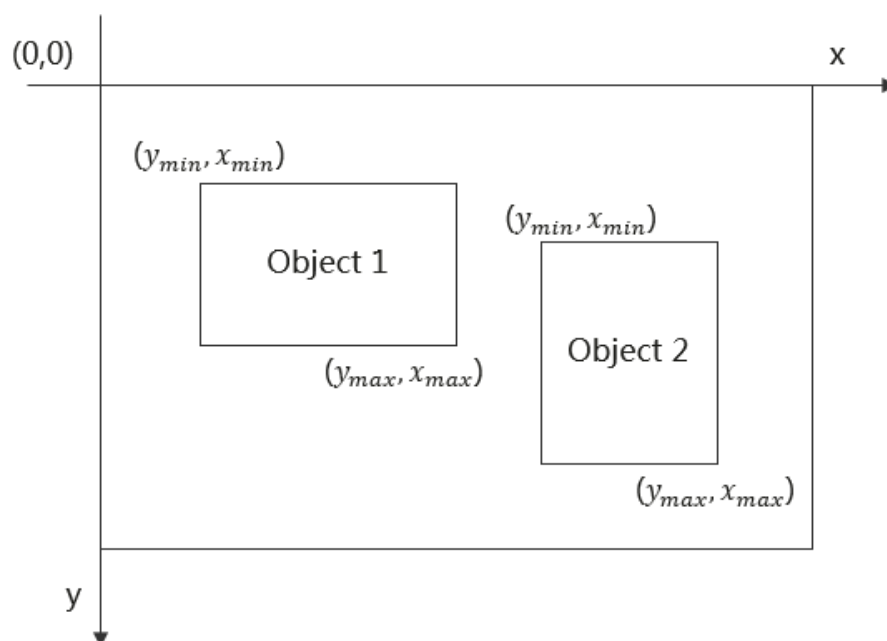 (0,0)
x
(y_min, x_min)
(y_min, x_min)
Object 1
Object 2
(y_max, x_max)
(y_max, x_max)
y